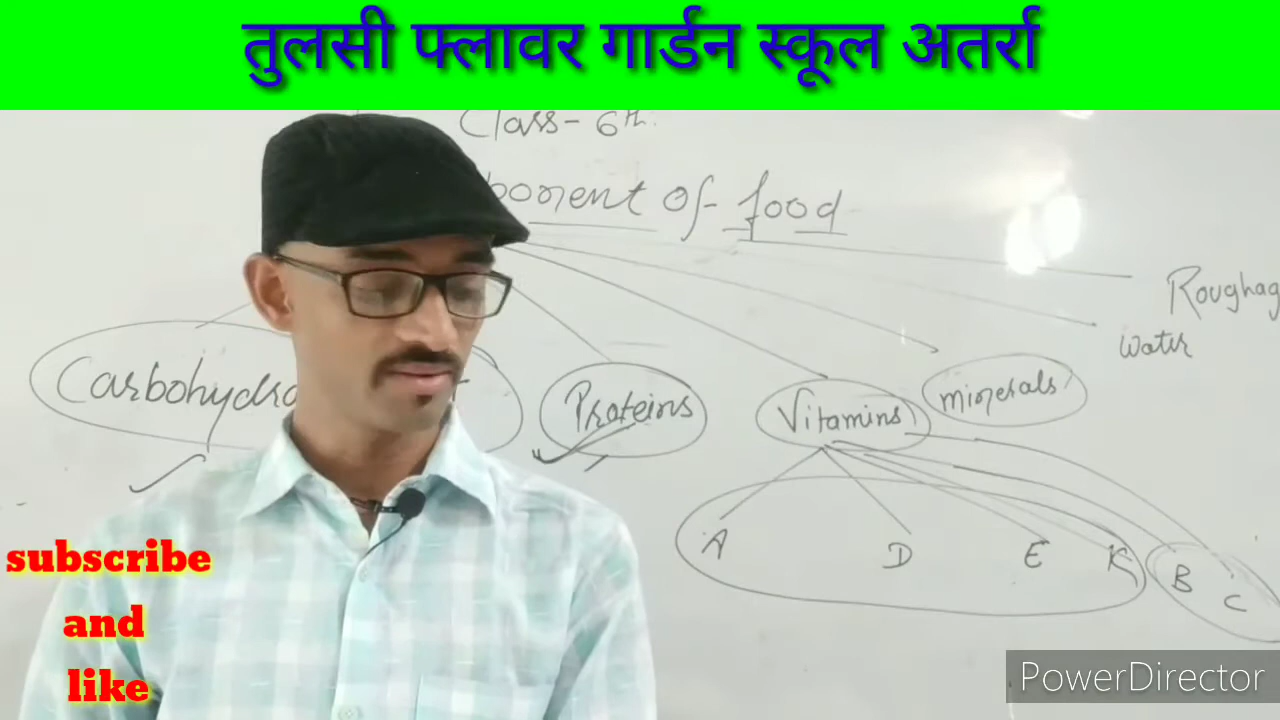 तुलसी फ्लावर गार्डन स्कूल अतर्रा
Class- 6th.
ponent of food
Roughag
Water
Carbohydra
Proteins
Vitamins
minerals
A D E K B C
subscribe
and
like
PowerDirector